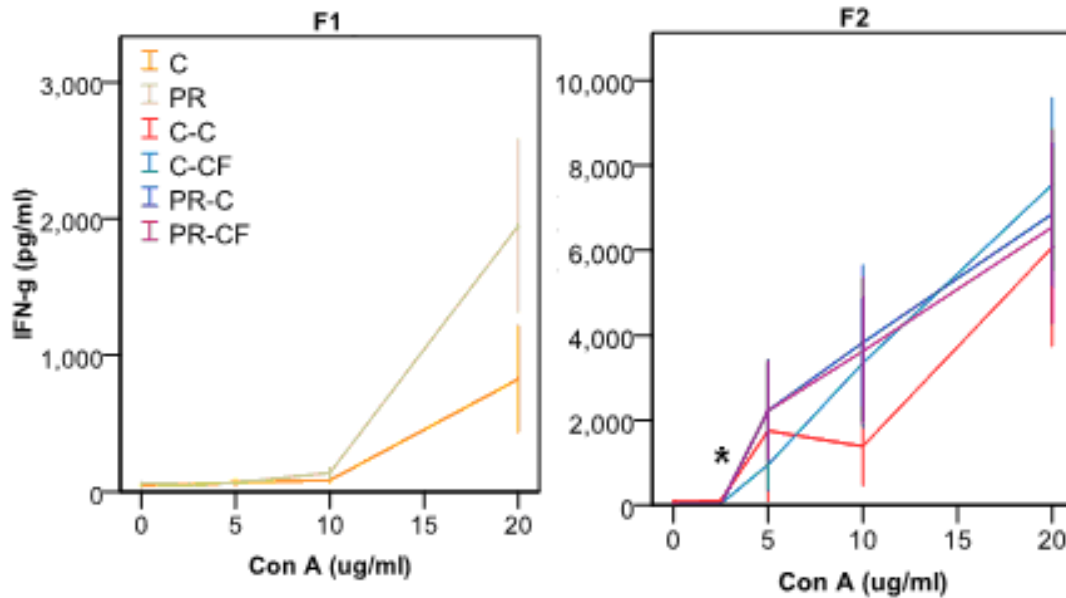 F1
3,000
2,000
1,000
0
IFN-g (pg/ml)
C
PR
C-C
C-CF
PR-C
PR-CF
0 5 10 15 20
Con A (ug/ml)
F2
10,000
8,000
6,000
4,000
2,000
0
*
0 5 10 15 20
Con A (ug/ml)